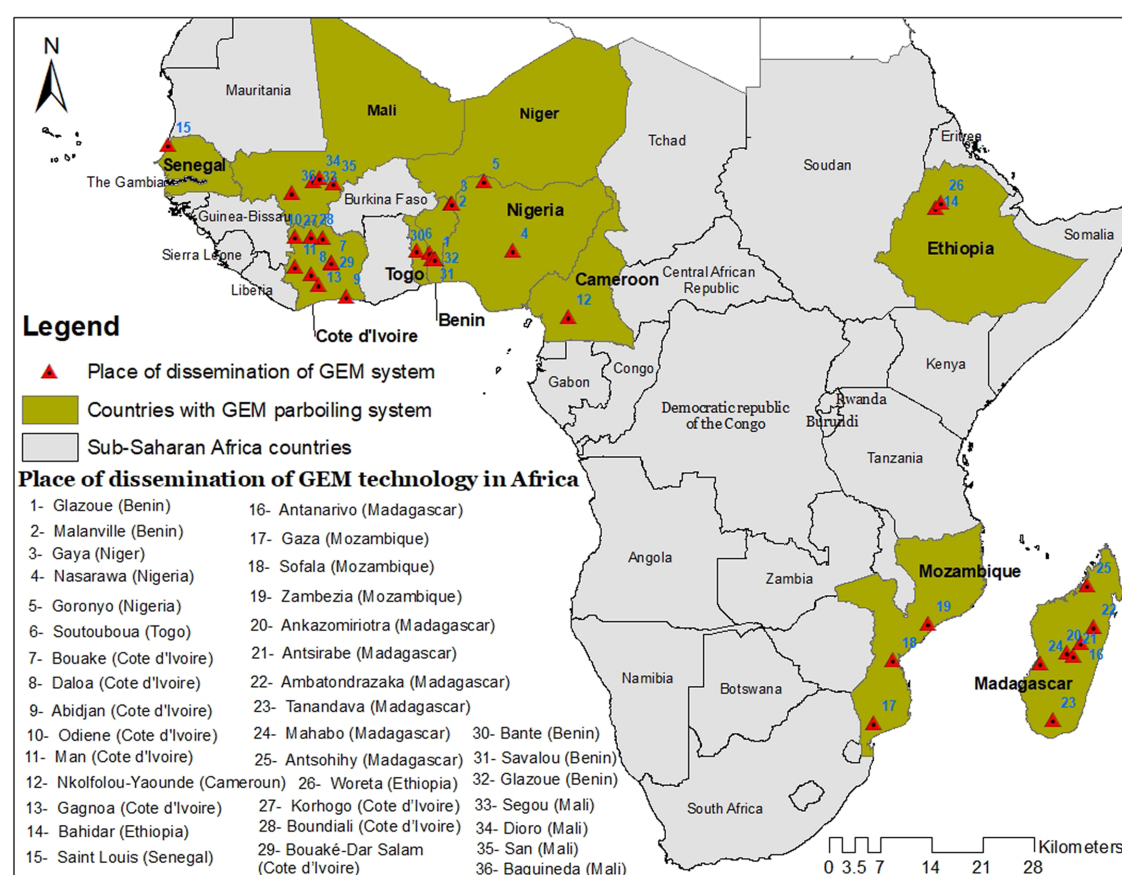 N
Mauritania
Mali
Niger
Tchad
Soudan
Eritrea
15
Senegal
The Gambia
34
35
36
33
5
3
2
26
14
Burkina Faso
Guinea-Bissau
Nigeria
Ethiopia
Somalia
10
27
28
30
6
1
4
7
Sierra Leone
11
8
29
32
31
Togo
Cameroon
Central African
Republic
Liberia
13
9
12
Benin
Cote d'Ivoire
Gabon
Congo
Kenya
Rwanda
Burundi
Democratic republic
of the Congo
Tanzania
Angola
Zambia
Mozambique
25
19
22
18
20
21
24
16
Namibia
Botswana
Madagascar
17
23
South Africa
Legend
Place of dissemination of GEM system
Countries with GEM parboiling system
Sub-Saharan Africa countries
Place of dissemination of GEM technology in Africa
1- Glazoue (Benin)
2- Malanville (Benin)
3- Gaya (Niger)
4- Nasarawa (Nigeria)
5- Goronyo (Nigeria)
6- Soutouboua (Togo)
7- Bouake (Cote d'Ivoire)
8- Daloa (Cote d'Ivoire)
9- Abidjan (Cote d'Ivoire)
10- Odiene (Cote d'Ivoire)
11- Man (Cote d'Ivoire)
12- Nkolfolou-Yaounde (Cameroun)
13- Gagnoa (Cote d'Ivoire)
14- Bahidar (Ethiopia)
15- Saint Louis (Senegal)
16- Antanarivo (Madagascar)
17- Gaza (Mozambique)
18- Sofala (Mozambique)
19- Zambezia (Mozambique)
20- Ankazomiriotra (Madagascar)
21- Antsirabe (Madagascar)
22- Ambatondrazaka (Madagascar)
23- Tanandava (Madagascar)
24- Mahabo (Madagascar)
25- Antsohihy (Madagascar)
26- Woreta (Ethiopia)
27- Korhogo (Cote d'Ivoire)
28- Boundiali (Cote d'Ivoire)
29- Bouaké-Dar Salam
(Cote d'Ivoire)
30- Bante (Benin)
31- Savalou (Benin)
32- Glazoue (Benin)
33- Segou (Mali)
34- Dioro (Mali)
35- San (Mali)
36- Baguineda (Mali)
Kilometers
0 3.5 7 14 21 28